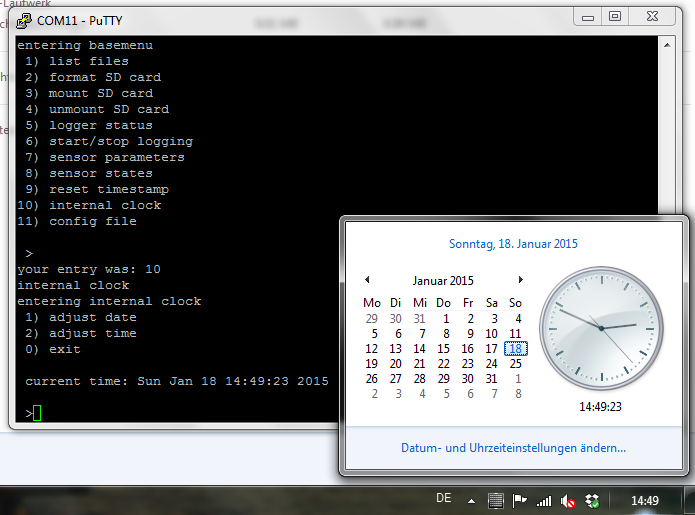 -Laufwerk
COM11 - PuTTY
entering basemenu
1) list files
2) format SD card
3) mount SD card
4) unmount SD card
5) logger status
6) start/stop logging
7) sensor parameters
8) sensor states
9) reset timestamp
10) internal clock
11) config file
>
your entry was: 10
internal clock
entering internal clock
1) adjust date
2) adjust time
0) exit
current time: Sun Jan 18 14:49:23 2015
>
Sonntag, 18. Januar 2015
Januar 2015
Mo Di Mi Do Fr Sa So
29 30 31 1 2 3 4
5 6 7 8 9 10 11
12 13 14 15 16 17 18
19 20 21 22 23 24 25
26 27 28 29 30 31 1
2 3 4 5 6 7 8
14:49:23
Datum- und Uhrzeiteinstellungen ändern...
DE
14:49